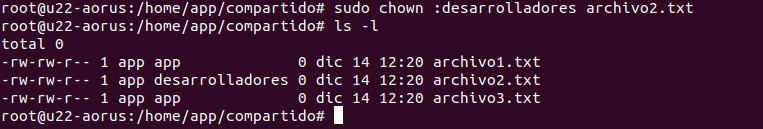 root@u22-aorus:/home/app/compartido# sudo chown :desarrolladores archivo2.txt
root@u22-aorus:/home/app/compartido# ls -l
total 0
-rw-rw-r-- 1 app app             0 dic 14 12:20 archivo1.txt
-rw-rw-r-- 1 app desarrolladores 0 dic 14 12:20 archivo2.txt
-rw-rw-r-- 1 app app             0 dic 14 12:20 archivo3.txt
root@u22-aorus:/home/app/compartido#